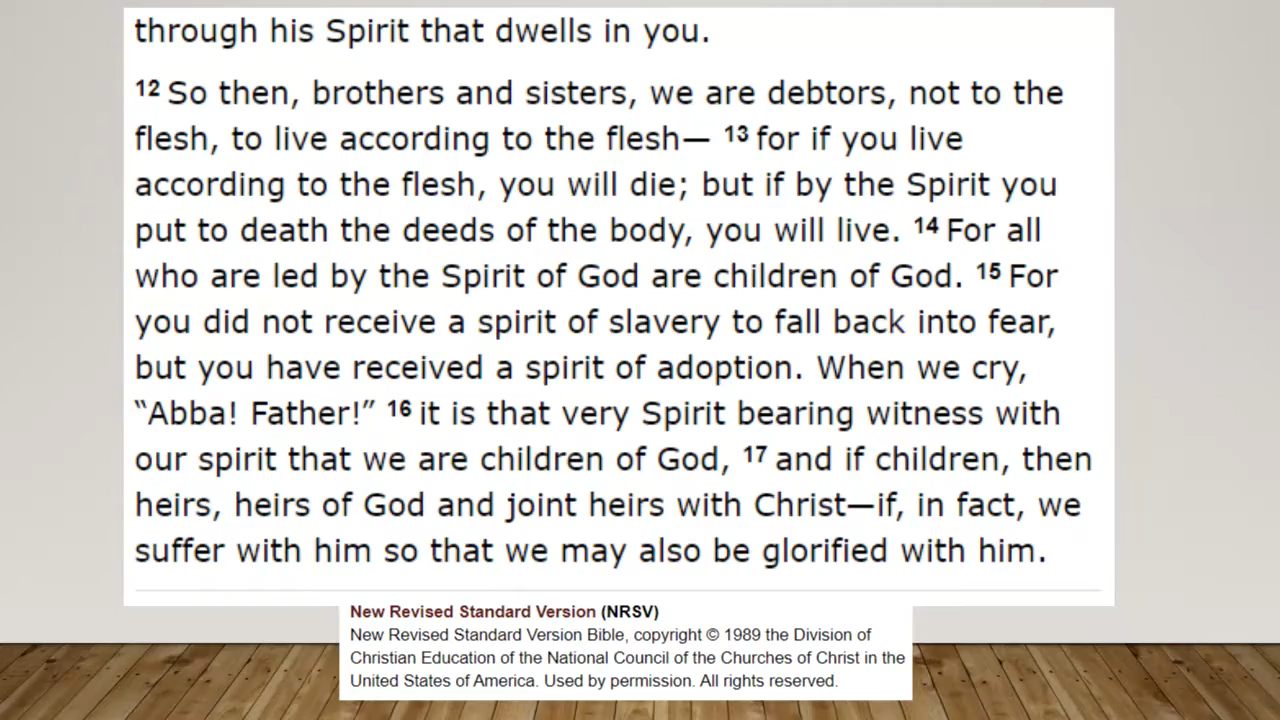 through his Spirit that dwells in you.
12 So then, brothers and sisters, we are debtors, not to the
flesh, to live according to the flesh— 13 for if you live
according to the flesh, you will die; but if by the Spirit you
put to death the deeds of the body, you will live. 14 For all
who are led by the Spirit of God are children of God. 15 For
you did not receive a spirit of slavery to fall back into fear,
but you have received a spirit of adoption. When we cry,
“Abba! Father!” 16 it is that very Spirit bearing witness with
our spirit that we are children of God, 17 and if children, then
heirs, heirs of God and joint heirs with Christ—if, in fact, we
suffer with him so that we may also be glorified with him.
New Revised Standard Version (NRSV)
New Revised Standard Version Bible, copyright © 1989 the Division of
Christian Education of the National Council of the Churches of Christ in the
United States of America. Used by permission. All rights reserved.